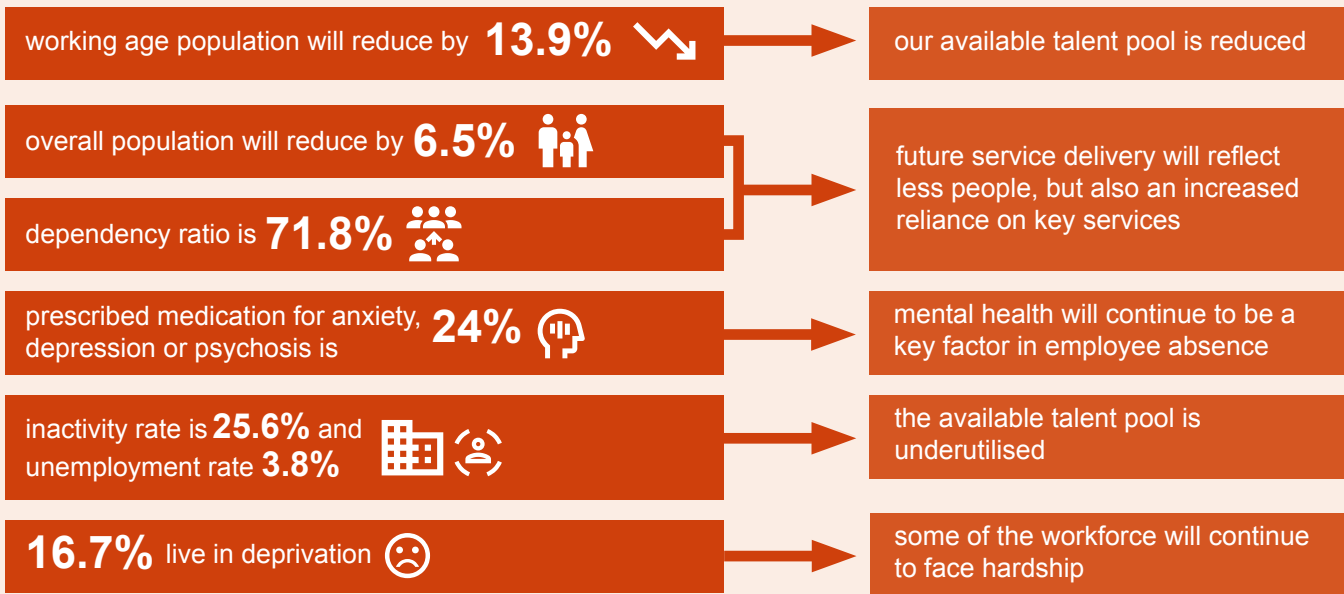 working age population will reduce by 13.9%
our available talent pool is reduced
overall population will reduce by 6.5%
dependency ratio is 71.8%
future service delivery will reflect
less people, but also an increased
reliance on key services
prescribed medication for anxiety,
depression or psychosis is 24%
mental health will continue to be a
key factor in employee absence
inactivity rate is 25.6% and
unemployment rate 3.8%
the available talent pool is
underutilised
16.7% live in deprivation
some of the workforce will continue
to face hardship